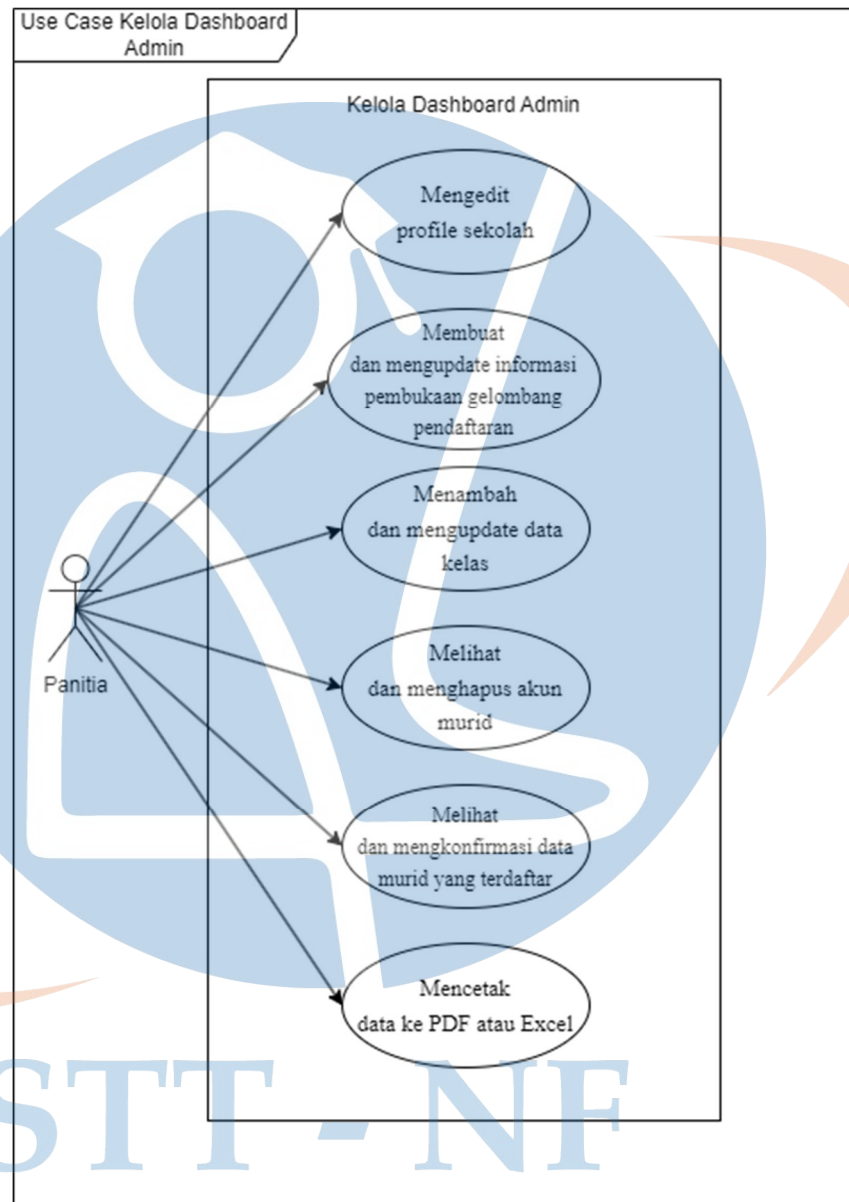 Use Case Kelola Dashboard
Admin
Kelola Dashboard Admin
Mengedit
profile sekolah
Membuat
dan mengupdate informasi
pembukaan gelombang
pendaftaran
Menambah
dan mengupdate data
kelas
Panitia
Melihat
dan menghapus akun
murid
Melihat
dan mengkonfirmasi data
murid yang terdaftar
Mencetak
data ke PDF atau Excel
STT - NF